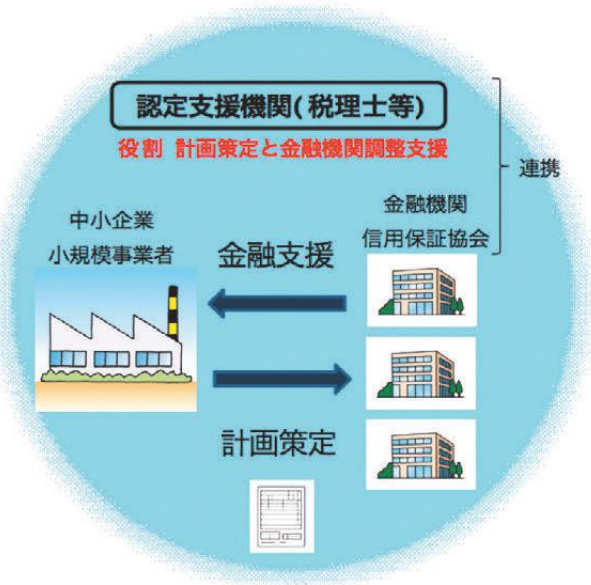 認定支援機関(税理士等)
役割 計画策定と金融機関調整支援
連携
中小企業
小規模事業者
金融機関
信用保証協会
金融支援
計画策定